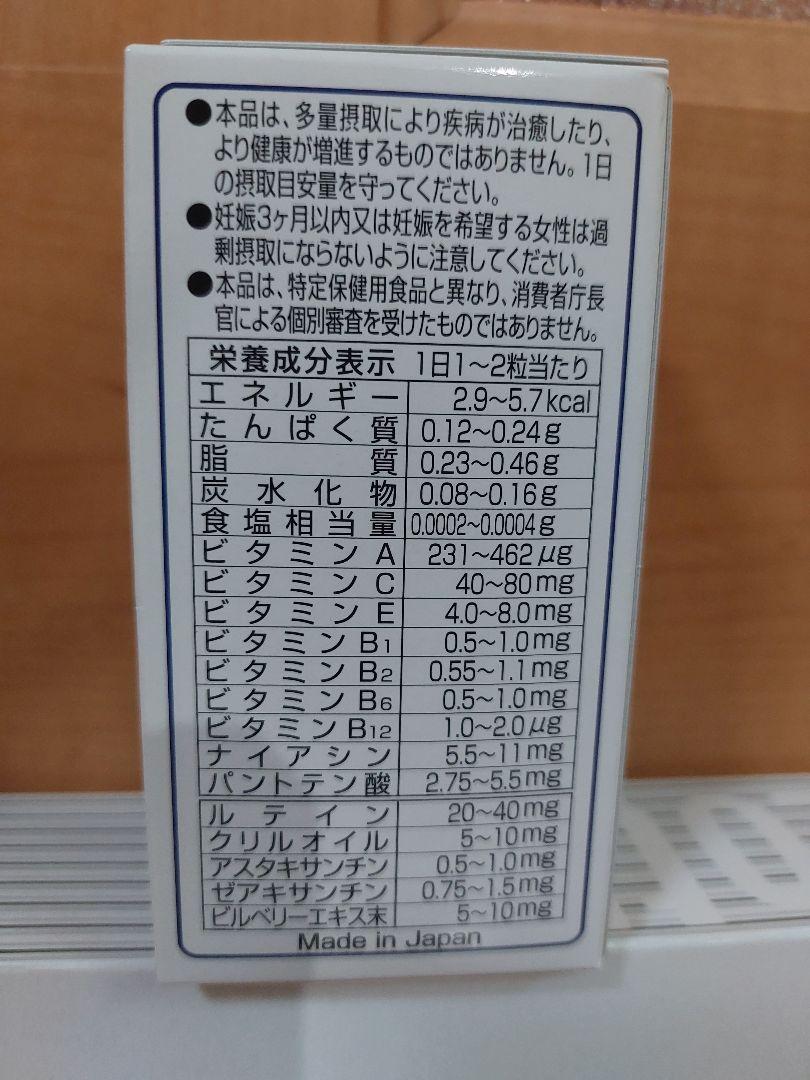 ●本品は、多量摂取により疾病が治癒したり、
より健康が増進するものではありません。1日
の摂取目安量を守ってください。
●妊娠3ヶ月以内又は妊娠を希望する女性は過
剰摂取にならないように注意してください。
●本品は、特定保健用食品と異なり、消費者庁長
官による個別審査を受けたものではありません。
栄養成分表示 1日1～2粒当たり
エネルギー 2.9～5.7kcal
たんぱく質 0.12～0.24g
脂質 0.23～0.46g
炭水化物 0.08～0.16g
食塩相当量 0.0002～0.0004g
ビタミンA 231～462μg
ビタミンC 40～80mg
ビタミンE 4.0～8.0mg
ビタミンB1 0.5～1.0mg
ビタミンB2 0.55～1.1mg
ビタミンB6 0.5～1.0mg
ビタミンB12 1.0～2.0μg
ナイアシン 5.5～11mg
パントテン酸 2.75～5.5mg
ルテイン 20～40mg
クリルオイル 5～10mg
アスタキサンチン 0.5～1.0mg
ゼアキサンチン 0.75～1.5mg
ビルベリーエキス末 5～10mg
Made in Japan